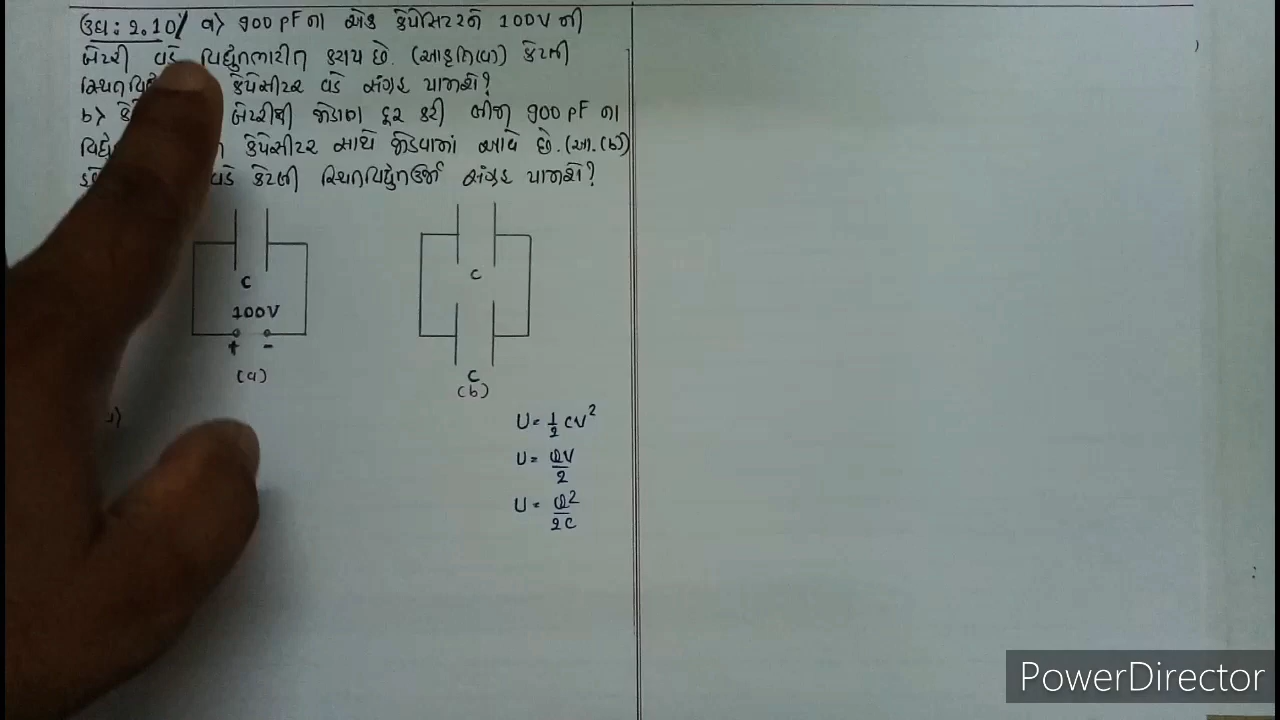 ઉદા : 2.10) a> 900 pF ના એક કેપેસિટરને 100V ની
બેટરી વડે વિદ્યુતભારીત કરાય છે. (આકૃતિ(a)) કેટલી
કેપેસીટર વડે સંગ્રહ પામશે?
b> બેટરીથી જોડાણ દૂર કરી બીજા 900 pF ના
કેપેસીટર સાથે જોડવામાં આવે છે. (આ. (b))
વડે કેટલી સ્થિતવિદ્યુતઉર્જા સંગ્રહ પામશે?
C
100V
+ -
(a)
C
C
(b)
U = 1/2 CV²
U = QV/2
U = Q²/2C
PowerDirector